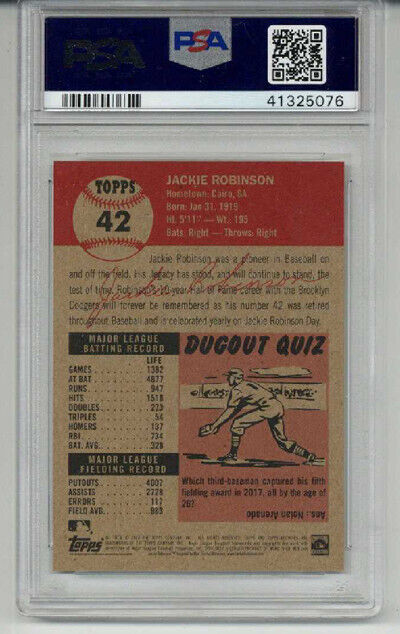 PSA
PSA
41325076
TOPPS
42
JACKIE ROBINSON
Hometown: Cairo, GA
Born: Jan 31, 1919
Ht. 5'11" — Wt. 195
Bats: Right — Throws: Right
Jackie Robinson was a pioneer in Baseball on
and off the field. His legacy has stood, and will continue to stand, the
test of time. Robinson's 10-year Hall of Fame career with the Brooklyn
Dodgers will forever be remembered as his number 42 was retired
throughout Baseball and is celebrated yearly on Jackie Robinson Day.
MAJOR LEAGUE
BATTING RECORD
LIFE
GAMES 1382
AT BAT 4877
RUNS 947
HITS 1518
DOUBLES 273
TRIPLES 54
HOMERS 137
RBI. 734
BAT. AVG. .328
MAJOR LEAGUE
FIELDING RECORD
PUTOUTS 4007
ASSISTS 2728
ERRORS 117
FIELD AVG. 983
DUGOUT QUIZ
Which third-baseman captured his fifth
fielding award in 2017, all by the age of
26?
Ans.: Nolan Arenado
Topps